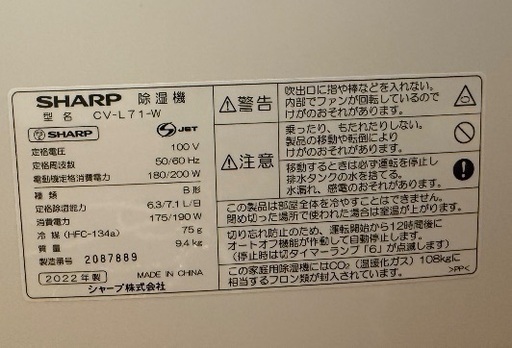 SHARP 除湿機
型名 CV-L71-W
SHARP JET
定格電圧 100V
定格周波数 50/60Hz
電動機定格消費電力 180/200W
種類 B形
定格除湿能力 6.3/7.1L/日
消費電力 175/190W
冷媒(HFC-134a) 75g
質量 9.4kg
製造番号 2087889
2022年製 MADE IN CHINA
シャープ株式会社
警告
吹出口に指や棒などを入れない。
内部でファンが回転しているので
けがのおそれがあります。
注意
乗ったり、もたれたりしない。
製品の移動や転倒により
けがのおそれがあります。
移動するときは必ず運転を停止し
排水タンクの水を捨てる。
水漏れ、感電のおそれがあります。
この製品は部屋全体を冷やすことはできません。
閉め切った場所で使われた場合は室温が上がります。
切り忘れ防止のため、運転開始から12時間後に
オートオフ機能が作動して自動停止します。
(停止時は切タイマーランプ「6」が点滅します)
この家庭用除湿機にはCO₂(温暖化ガス)108kgに
相当するフロン類が封入されています。
>PP<